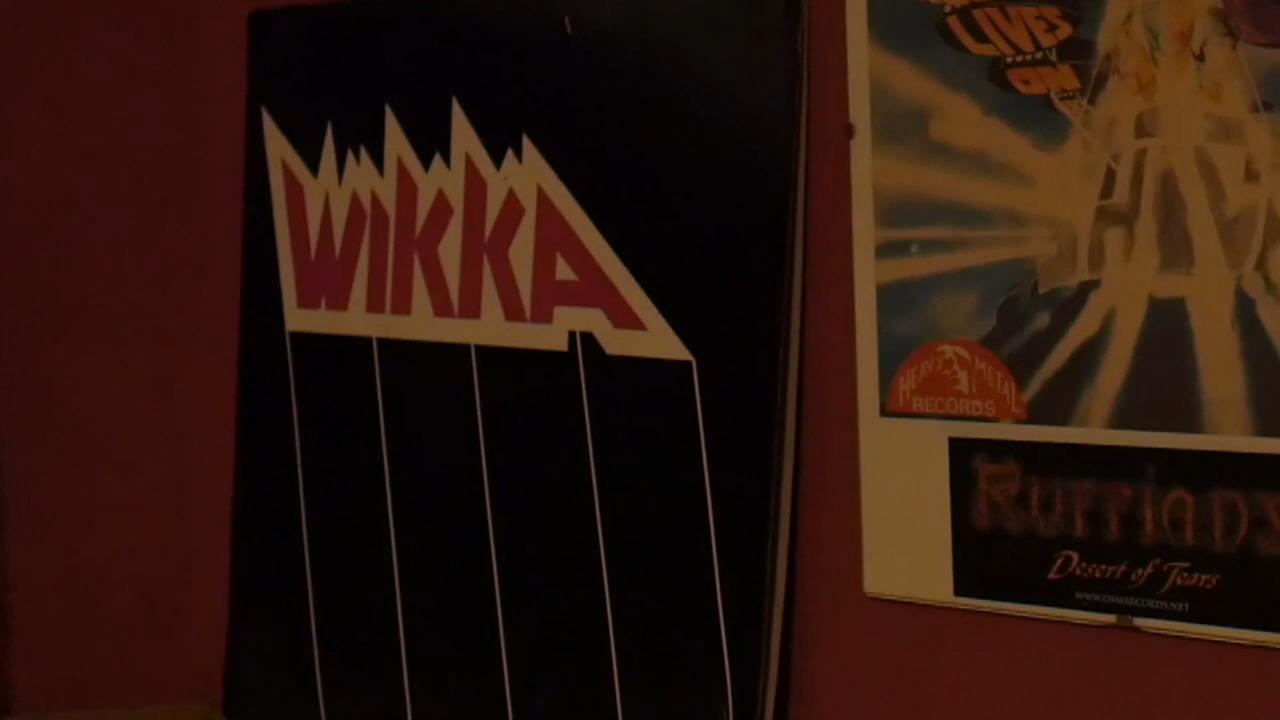 WIKKA
LIVES
ON
HEAVY METAL
RECORDS
Ruffians
Desert of Tears